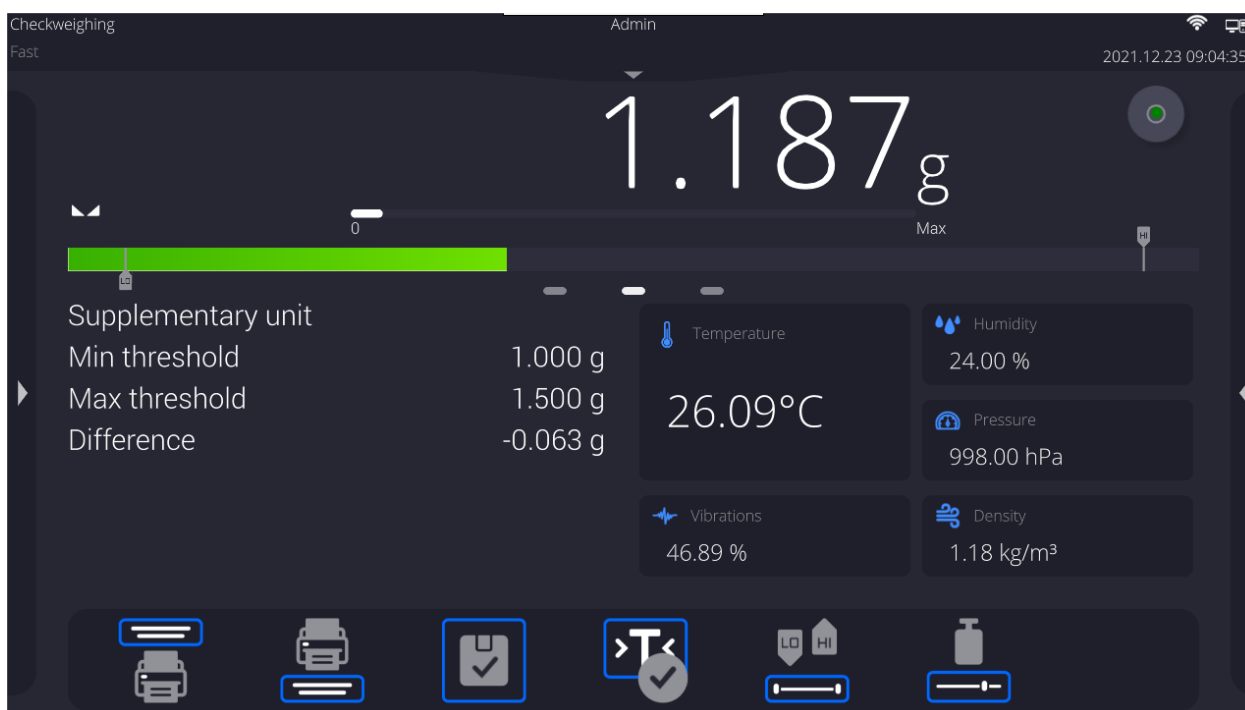 Checkweighing
Admin
Fast
2021.12.23 09:04:35
1.187 g
0
Max
HI
LO
Supplementary unit
Min threshold 1.000 g
Max threshold 1.500 g
Difference -0.063 g
Temperature
26.09°C
Humidity
24.00 %
Pressure
998.00 hPa
Vibrations
46.89 %
Density
1.18 kg/m³
>T<
LO HI